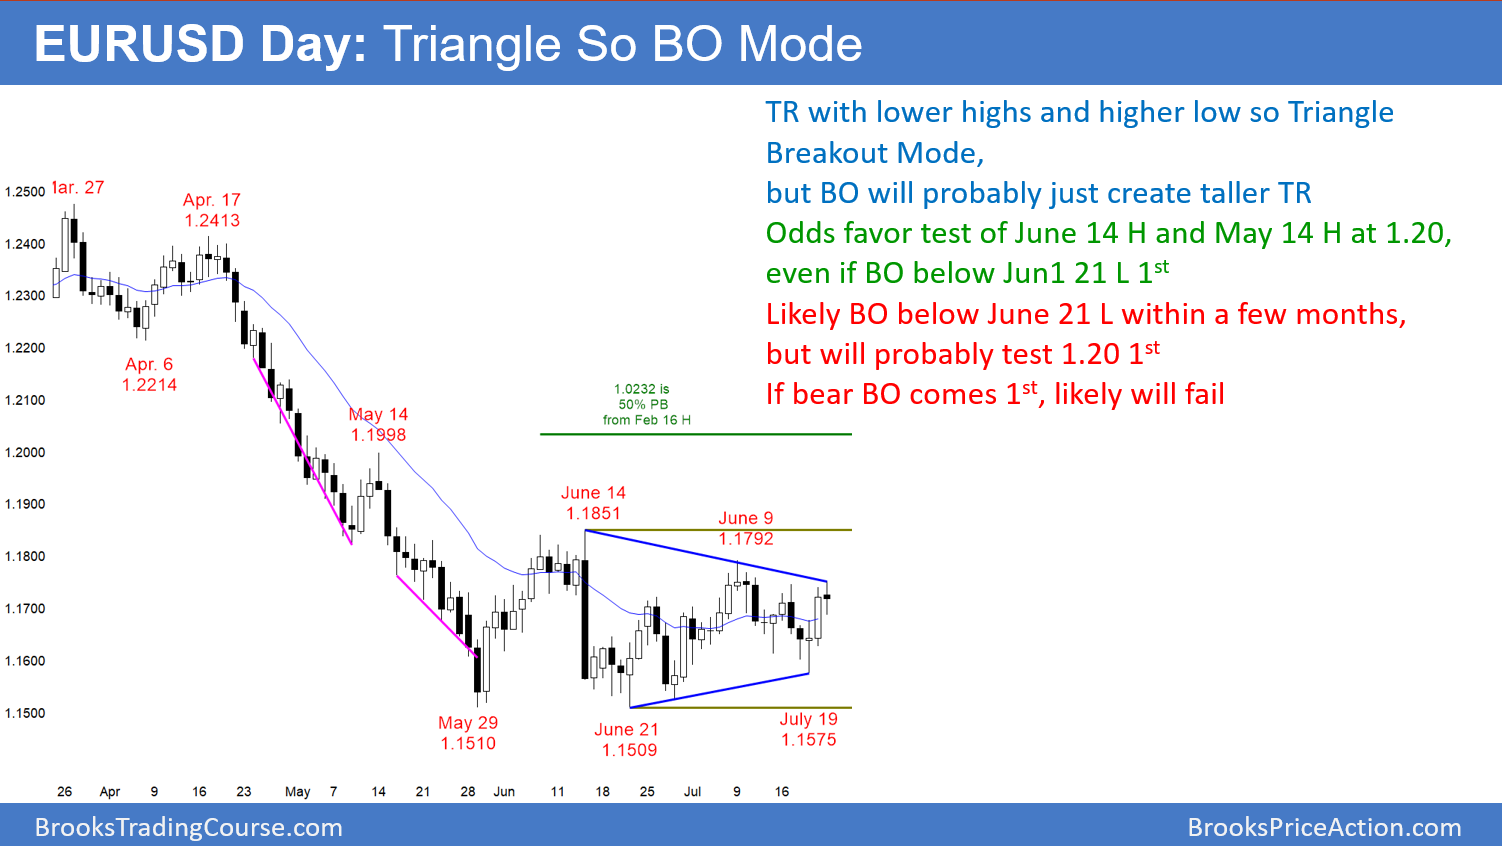 EURUSD Day: Triangle So BO Mode
TR with lower highs and higher low so Triangle
Breakout Mode,
but BO will probably just create taller TR
Odds favor test of June 14 H and May 14 H at 1.20,
even if BO below Jun1 21 L 1st
Likely BO below June 21 L within a few months,
but will probably test 1.20 1st
If bear BO comes 1st, likely will fail
1.2500
1.2400
1.2300
1.2200
1.2100
1.2000
1.1900
1.1800
1.1700
1.1600
1.1500
ar. 27
Apr. 17
1.2413
Apr. 6
1.2214
May 14
1.1998
1.0232 is
50% PB
from Feb 16 H
June 14
1.1851
June 9
1.1792
May 29
1.1510
June 21
1.1509
July 19
1.1575
26 Apr 9 16 23 May 7 14 21 28 Jun 11 18 25 Jul 9 16
BrooksTradingCourse.com
BrooksPriceAction.com